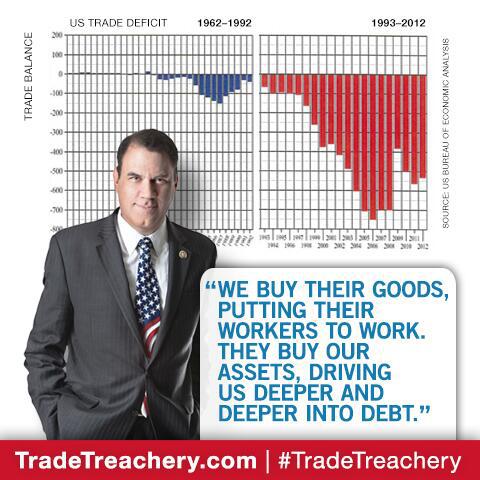 US TRADE DEFICIT 1962–1992 1993–2012
TRADE BALANCE
200
100
0
-100
-200
-300
-400
-500
-600
-700
-800
1993 1995 1997 1999 2001 2003 2005 2007 2009 2011
1994 1996 1998 2000 2002 2004 2006 2008 2010 2012
SOURCE: US BUREAU OF ECONOMIC ANALYSIS
“WE BUY THEIR GOODS,
PUTTING THEIR
WORKERS TO WORK.
THEY BUY OUR
ASSETS, DRIVING
US DEEPER AND
DEEPER INTO DEBT.”
TradeTreachery.com | #TradeTreachery